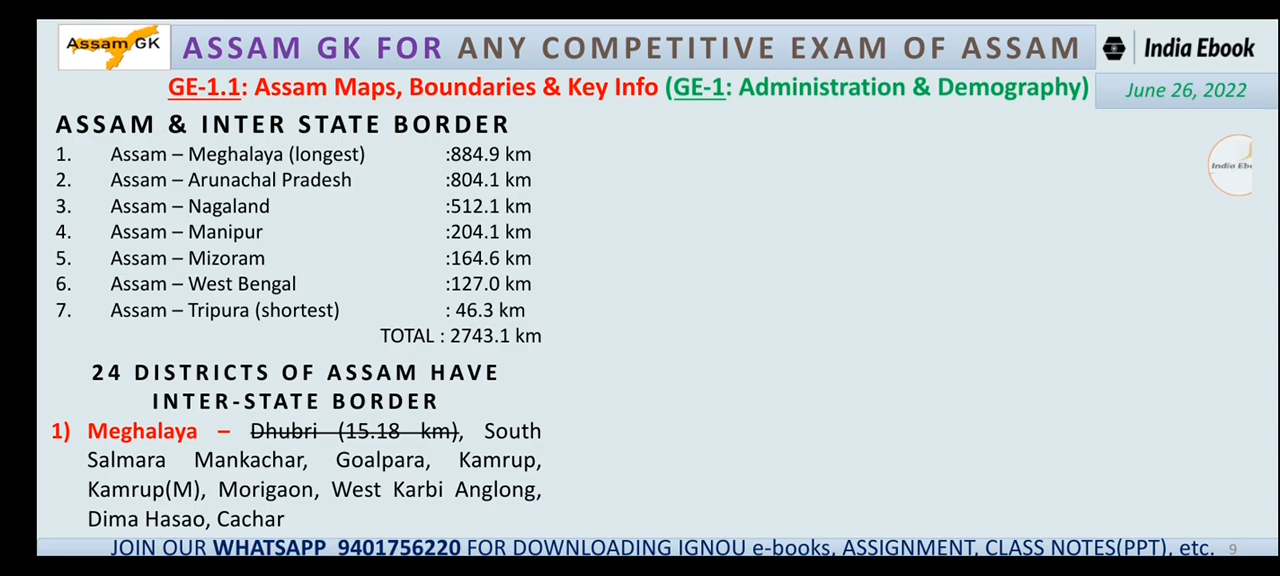 Assam GK
ASSAM GK FOR ANY COMPETITIVE EXAM OF ASSAM
India Ebook
GE-1.1: Assam Maps, Boundaries & Key Info (GE-1: Administration & Demography)
June 26, 2022
ASSAM & INTER STATE BORDER
1. Assam – Meghalaya (longest) :884.9 km
2. Assam – Arunachal Pradesh :804.1 km
3. Assam – Nagaland :512.1 km
4. Assam – Manipur :204.1 km
5. Assam – Mizoram :164.6 km
6. Assam – West Bengal :127.0 km
7. Assam – Tripura (shortest) : 46.3 km
TOTAL : 2743.1 km
24 DISTRICTS OF ASSAM HAVE
INTER-STATE BORDER
1) Meghalaya – Dhubri (15.18 km), South
Salmara Mankachar, Goalpara, Kamrup,
Kamrup(M), Morigaon, West Karbi Anglong,
Dima Hasao, Cachar
India Eb
JOIN OUR WHATSAPP 9401756220 FOR DOWNLOADING IGNOU e-books, ASSIGNMENT, CLASS NOTES(PPT), etc. 9